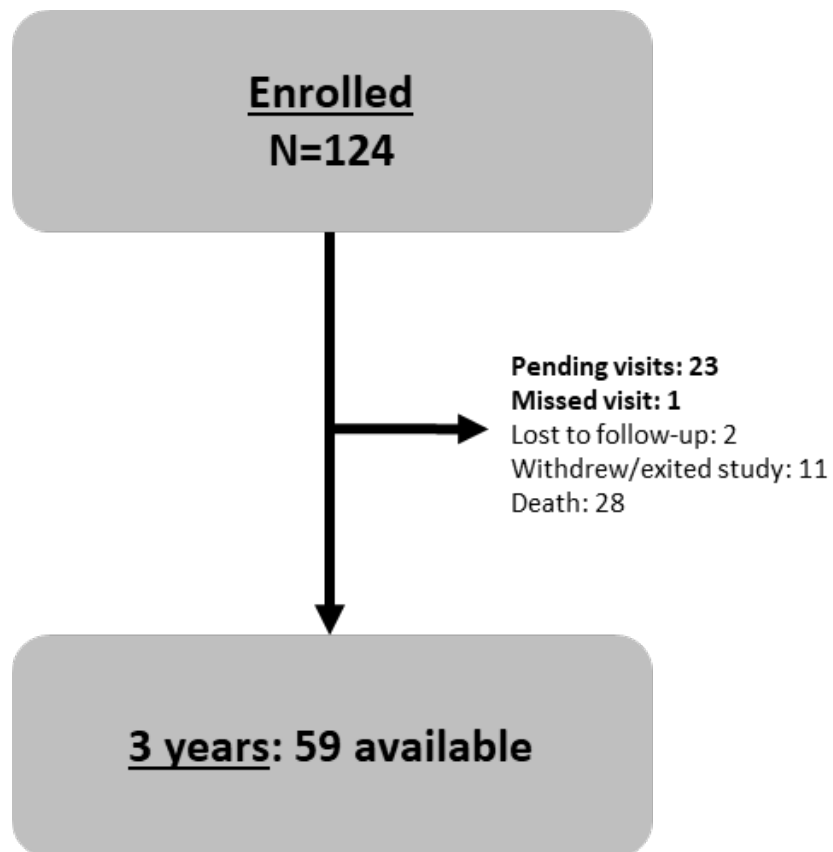 Enrolled
N=124
Pending visits: 23
Missed visit: 1
Lost to follow-up: 2
Withdrew/exited study: 11
Death: 28
3 years: 59 available